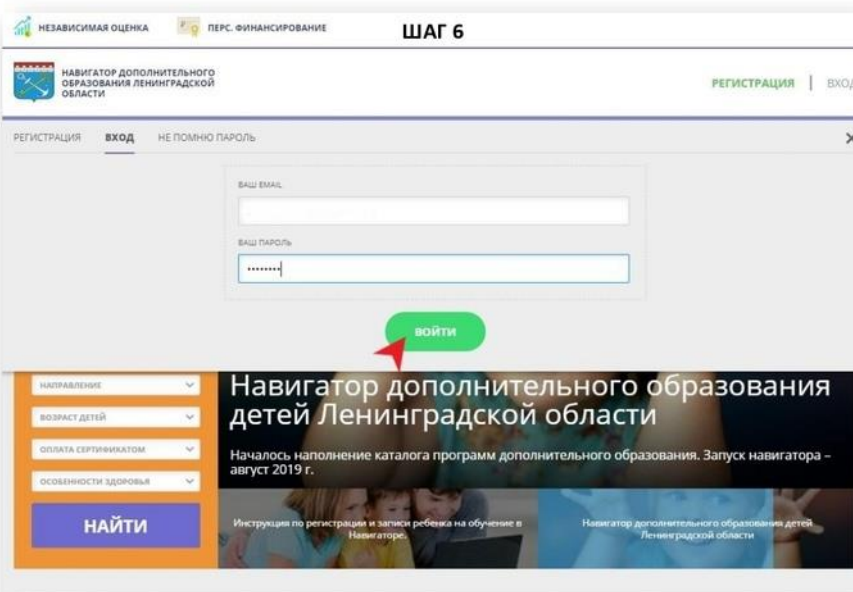 НЕЗАВИСИМАЯ ОЦЕНКА
ПЕРС. ФИНАНСИРОВАНИЕ
ШАГ 6
НАВИГАТОР ДОПОЛНИТЕЛЬНОГО
ОБРАЗОВАНИЯ ЛЕНИНГРАДСКОЙ
ОБЛАСТИ
РЕГИСТРАЦИЯ | ВХОД
РЕГИСТРАЦИЯ ВХОД НЕ ПОМНЮ ПАРОЛЬ
ВАШ EMAIL
ВАШ ПАРОЛЬ
ВОЙТИ
НАПРАВЛЕНИЕ
ВОЗРАСТ ДЕТЕЙ
ОПЛАТА СЕРТИФИКАТОМ
ОСОБЕННОСТИ ЗДОРОВЬЯ
НАЙТИ
Навигатор дополнительного образования
детей Ленинградской области
Началось наполнение каталога программ дополнительного образования. Запуск навигатора –
август 2019 г.
Инструкция по регистрации и записи ребенка на обучение в
Навигаторе.
Навигатор дополнительного образования детей
Ленинградской области